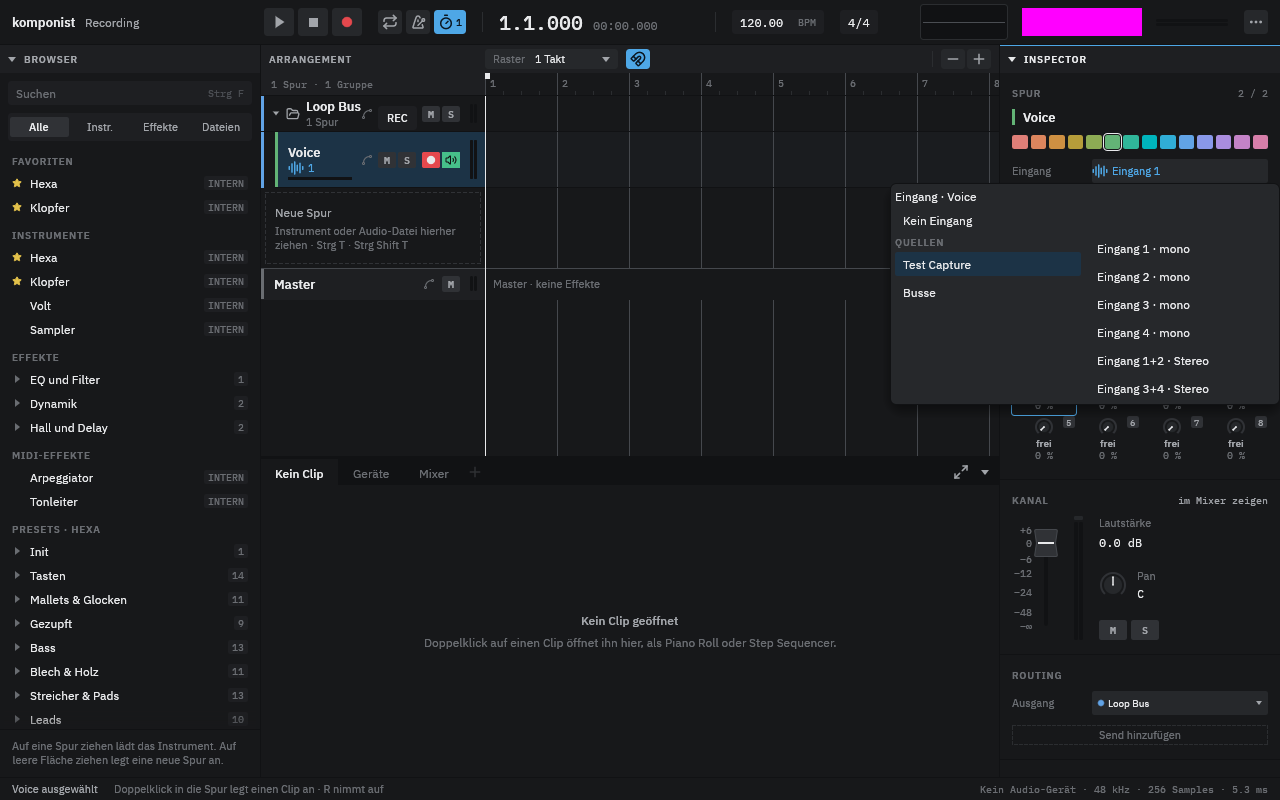 komponist Recording
1
1.1.000 00:00.000
120.00 BPM
4/4
BROWSER
Suchen Strg F
Alle Instr. Effekte Dateien
FAVORITEN
Hexa INTERN
Klopfer INTERN
INSTRUMENTE
Hexa INTERN
Klopfer INTERN
Volt INTERN
Sampler INTERN
EFFEKTE
EQ und Filter 1
Dynamik 2
Hall und Delay 2
MIDI-EFFEKTE
Arpeggiator INTERN
Tonleiter INTERN
PRESETS · HEXA
Init 1
Tasten 14
Mallets & Glocken 11
Gezupft 9
Bass 13
Blech & Holz 11
Streicher & Pads 13
Leads 10
Auf eine Spur ziehen lädt das Instrument. Auf
leere Fläche ziehen legt eine neue Spur an.
ARRANGEMENT
Raster 1 Takt
1 Spur · 1 Gruppe
1 2 3 4 5 6 7 8
Loop Bus
1 Spur
REC M S
Voice
1
M S
Neue Spur
Instrument oder Audio-Datei hierher
ziehen · Strg T · Strg Shift T
Master M
Master · keine Effekte
Kein Clip Geräte Mixer
Kein Clip geöffnet
Doppelklick auf einen Clip öffnet ihn hier, als Piano Roll oder Step Sequencer.
INSPECTOR
SPUR 2 / 2
Voice
Eingang Eingang 1
Eingang · Voice
Kein Eingang
QUELLEN
Test Capture
Busse
Eingang 1 · mono
Eingang 2 · mono
Eingang 3 · mono
Eingang 4 · mono
Eingang 1+2 · Stereo
Eingang 3+4 · Stereo
0 % 0 % 0 % 0 %
5 6 7 8
frei frei frei frei
0 % 0 % 0 % 0 %
KANAL im Mixer zeigen
+6
0
−6
−12
−24
−48
−∞
Lautstärke
0.0 dB
Pan
C
M S
ROUTING
Ausgang Loop Bus
Send hinzufügen
Voice ausgewählt Doppelklick in die Spur legt einen Clip an · R nimmt auf
Kein Audio-Gerät · 48 kHz · 256 Samples · 5.3 ms